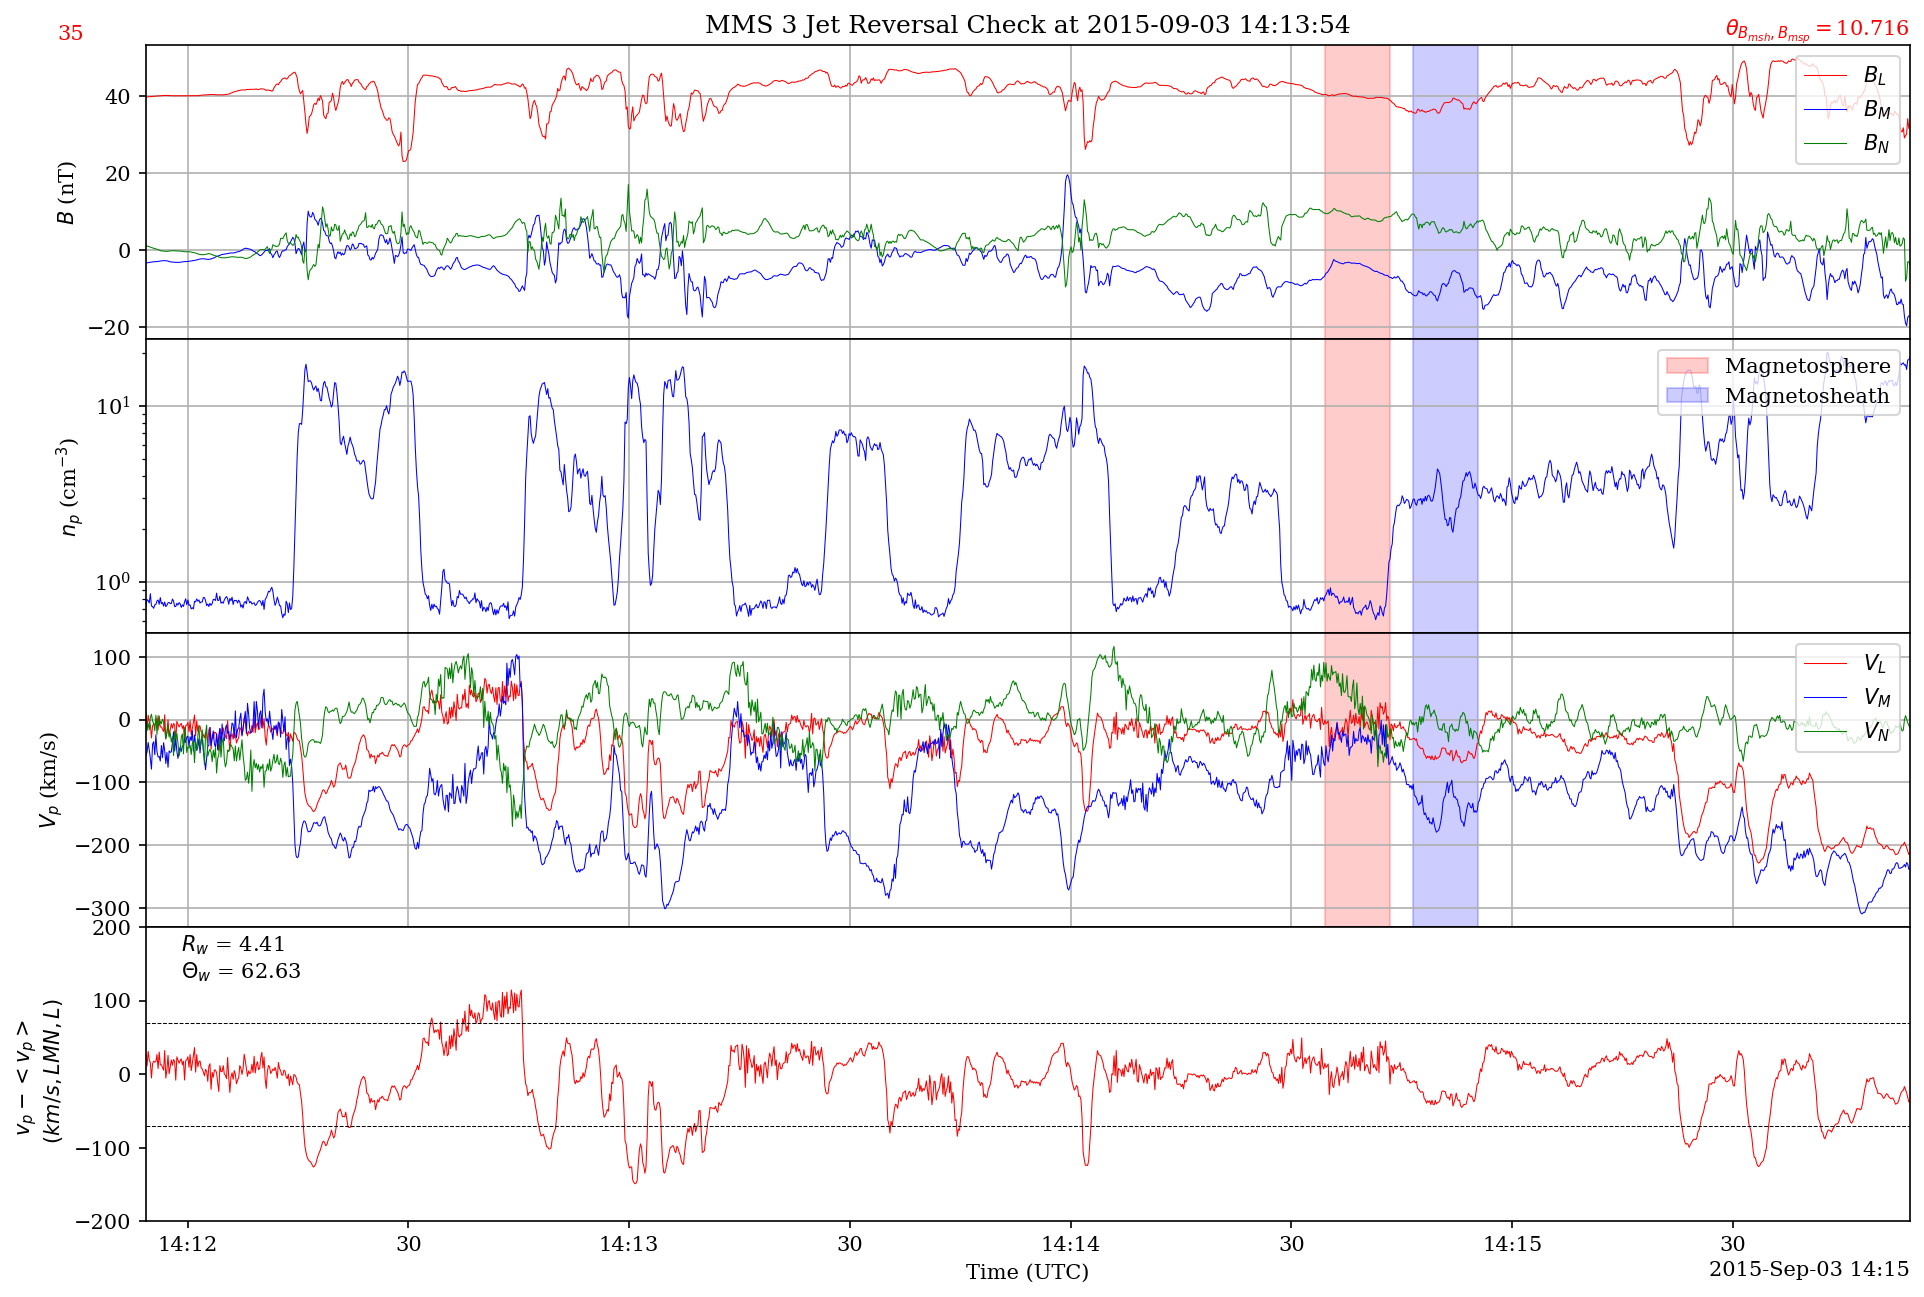 MMS 3 Jet Reversal Check at 2015-09-03 14:13:54
35
θ_{B_{msh}, B_{msp}} = 10.716
40
20
0
−20
B (nT)
B_L
B_M
B_N
10^1
10^0
n_p (cm^{−3})
Magnetosphere
Magnetosheath
100
0
−100
−200
−300
V_p (km/s)
V_L
V_M
V_N
200
100
0
−100
−200
v_p − < v_p >
(km/s, LMN, L)
R_w = 4.41
Θ_w = 62.63
14:12
30
14:13
30
14:14
30
14:15
30
Time (UTC)
2015-Sep-03 14:15